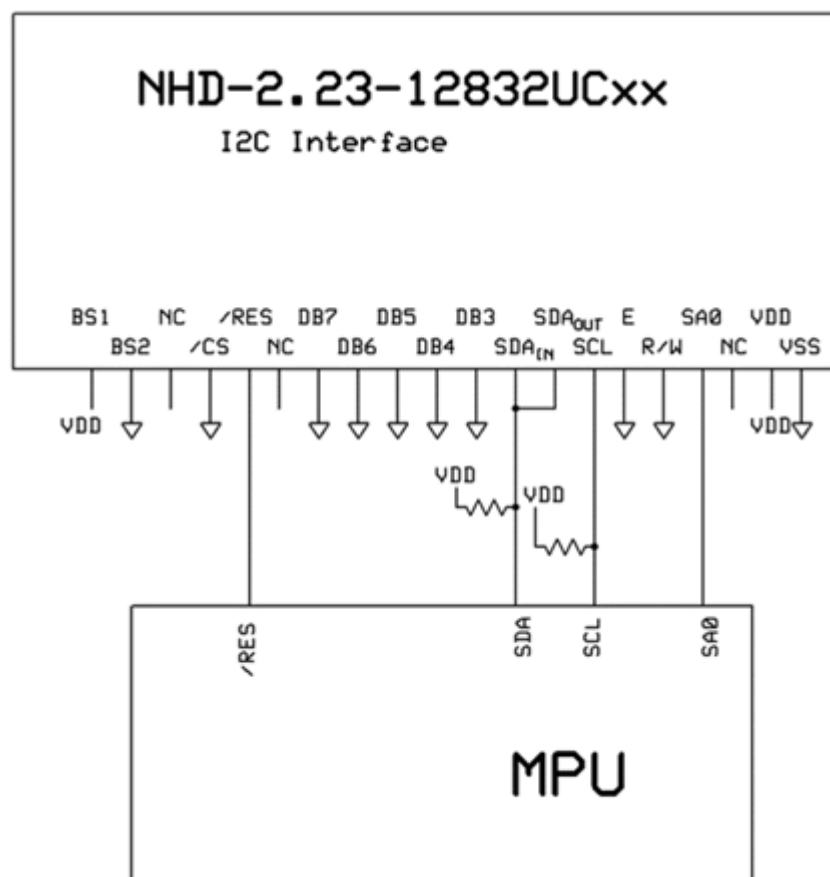 NHD-2.23-12832UCxx
I2C Interface
BS1 NC /RES DB7 DB5 DB3 SDAOUT E SA0 VDD
BS2 /CS NC DB6 DB4 SDAIN SCL R/W NC VSS
VDD VDD
VDD VDD
/RES SDA SCL SA0
MPU